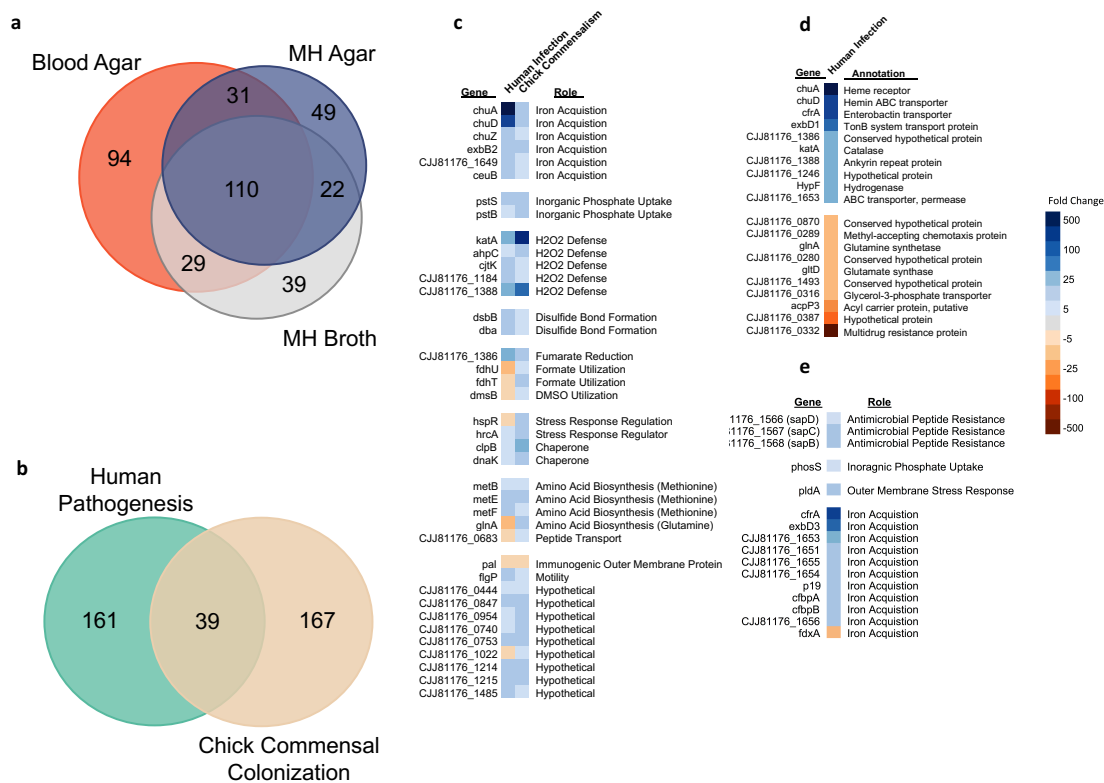 a
Blood Agar
MH Agar
31
49
94
110
22
29
39
MH Broth
b
Human
Pathogenesis
161
39
167
Chick Commensal
Colonization
c
Human Infection
Chick Commensalism
Gene Role
chuA Iron Acquistion
chuD Iron Acquistion
chuZ Iron Acquistion
exbB2 Iron Acquistion
CJJ81176_1649 Iron Acquistion
ceuB Iron Acquistion
pstS Inorganic Phosphate Uptake
pstB Inorganic Phosphate Uptake
katA H2O2 Defense
ahpC H2O2 Defense
cjtK H2O2 Defense
CJJ81176_1184 H2O2 Defense
CJJ81176_1388 H2O2 Defense
dsbB Disulfide Bond Formation
dba Disulfide Bond Formation
CJJ81176_1386 Fumarate Reduction
fdhU Formate Utilization
fdhT Formate Utilization
dmsB DMSO Utilization
hspR Stress Response Regulation
hrcA Stress Response Regulator
clpB Chaperone
dnaK Chaperone
metB Amino Acid Biosynthesis (Methionine)
metE Amino Acid Biosynthesis (Methionine)
metF Amino Acid Biosynthesis (Methionine)
glnA Amino Acid Biosynthesis (Glutamine)
CJJ81176_0683 Peptide Transport
pal Immunogenic Outer Membrane Protein
flgP Motility
CJJ81176_0444 Hypothetical
CJJ81176_0847 Hypothetical
CJJ81176_0954 Hypothetical
CJJ81176_0740 Hypothetical
CJJ81176_0753 Hypothetical
CJJ81176_1022 Hypothetical
CJJ81176_1214 Hypothetical
CJJ81176_1215 Hypothetical
CJJ81176_1485 Hypothetical
d
Human Infection
Gene Annotation
chuA Heme receptor
chuD Hemin ABC transporter
cfrA Enterobactin transporter
exbD1 TonB system transport protein
CJJ81176_1386 Conserved hypothetical protein
katA Catalase
CJJ81176_1388 Ankyrin repeat protein
CJJ81176_1246 Hypothetical protein
HypF Hydrogenase
CJJ81176_1653 ABC transporter, permease
CJJ81176_0870 Conserved hypothetical protein
CJJ81176_0289 Methyl-accepting chemotaxis protein
glnA Glutamine synthetase
CJJ81176_0280 Conserved hypothetical protein
gltD Glutamate synthase
CJJ81176_1493 Conserved hypothetical protein
CJJ81176_0316 Glycerol-3-phosphate transporter
acpP3 Acyl carrier protein, putative
CJJ81176_0387 Hypothetical protein
CJJ81176_0332 Multidrug resistance protein
Fold Change
500
100
25
5
-5
-25
-100
-500
e
Gene Role
1176_1566 (sapD) Antimicrobial Peptide Resistance
1176_1567 (sapC) Antimicrobial Peptide Resistance
1176_1568 (sapB) Antimicrobial Peptide Resistance
phosS Inoragnic Phosphate Uptake
pldA Outer Membrane Stress Response
cfrA Iron Acquistion
exbD3 Iron Acquistion
CJJ81176_1653 Iron Acquistion
CJJ81176_1651 Iron Acquistion
CJJ81176_1655 Iron Acquistion
CJJ81176_1654 Iron Acquistion
p19 Iron Acquistion
cfbpA Iron Acquistion
cfbpB Iron Acquistion
CJJ81176_1656 Iron Acquistion
fdxA Iron Acquistion